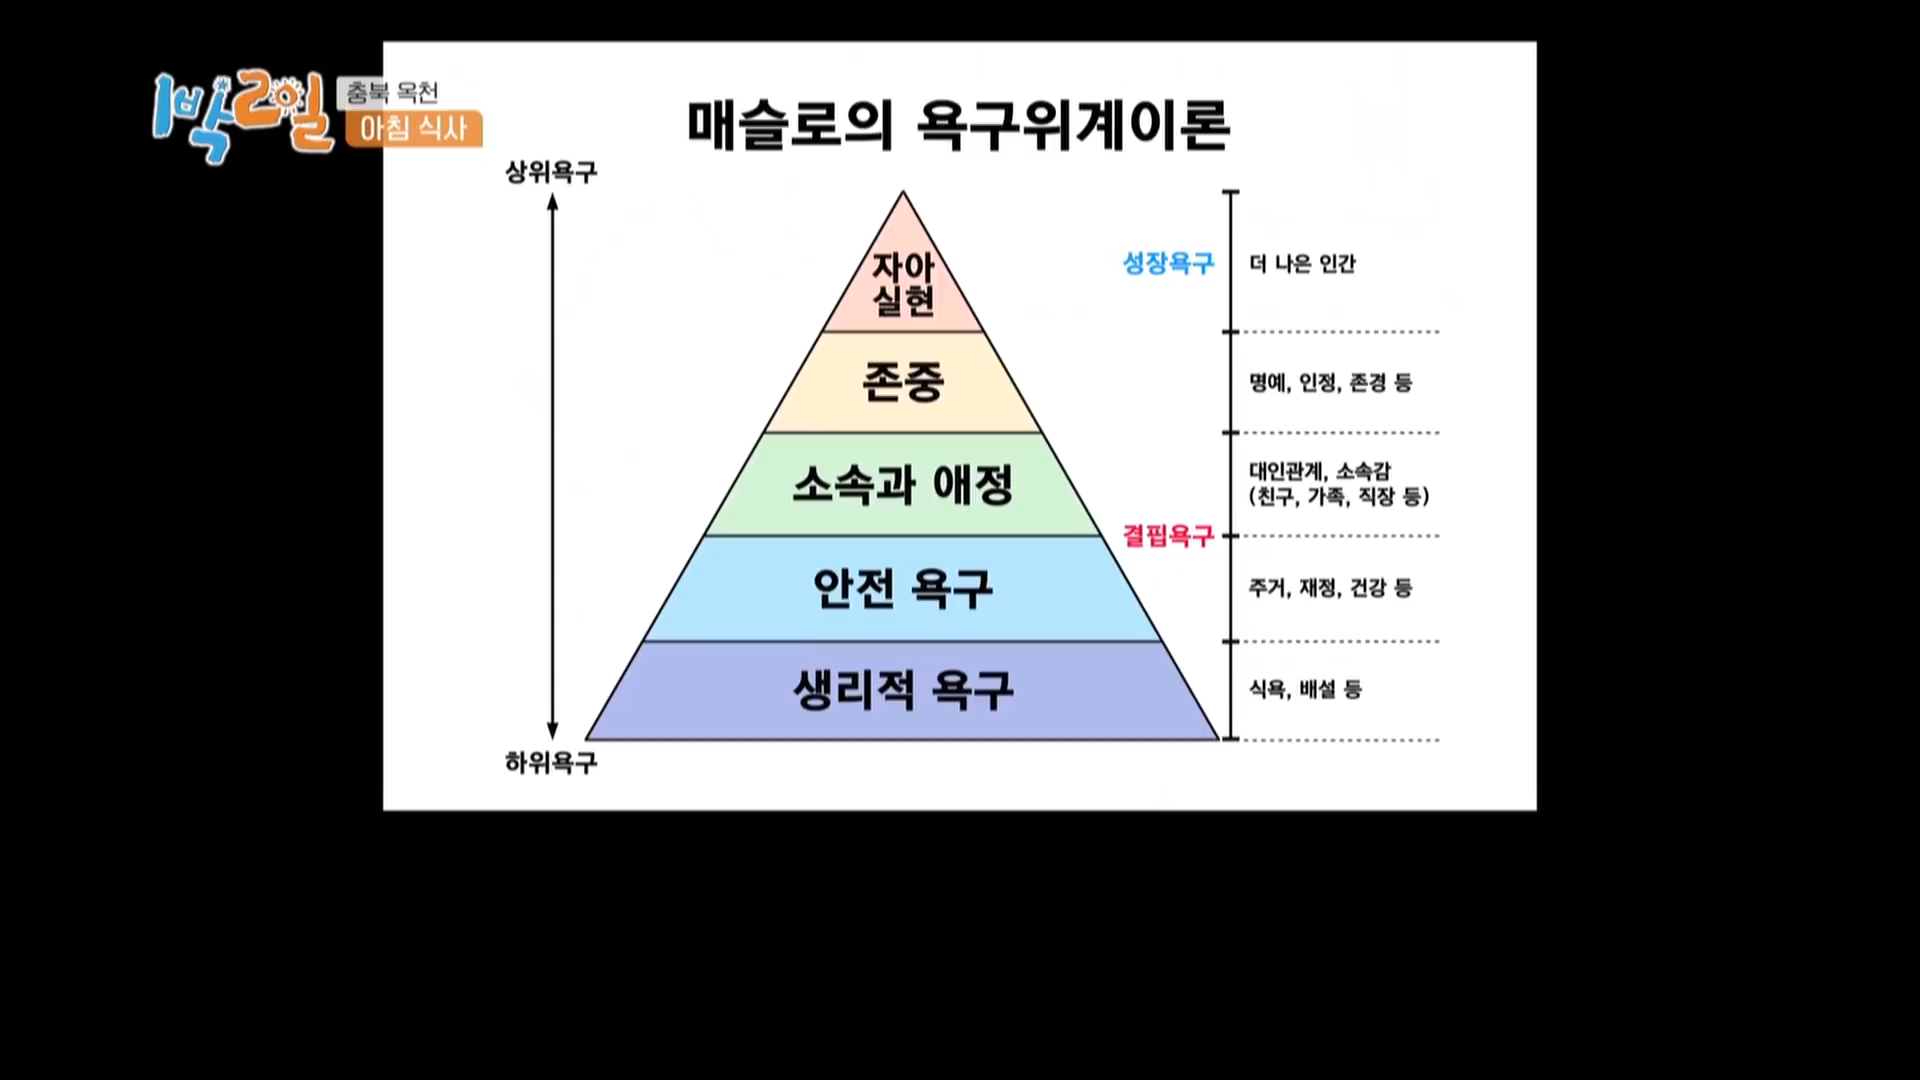 1박2일
충북 옥천
아침 식사
매슬로의 욕구위계이론
상위욕구
하위욕구
자아
실현
존중
소속과 애정
안전 욕구
생리적 욕구
성장욕구
결핍욕구
더 나은 인간
명예, 인정, 존경 등
대인관계, 소속감
(친구, 가족, 직장 등)
주거, 재정, 건강 등
식욕, 배설 등